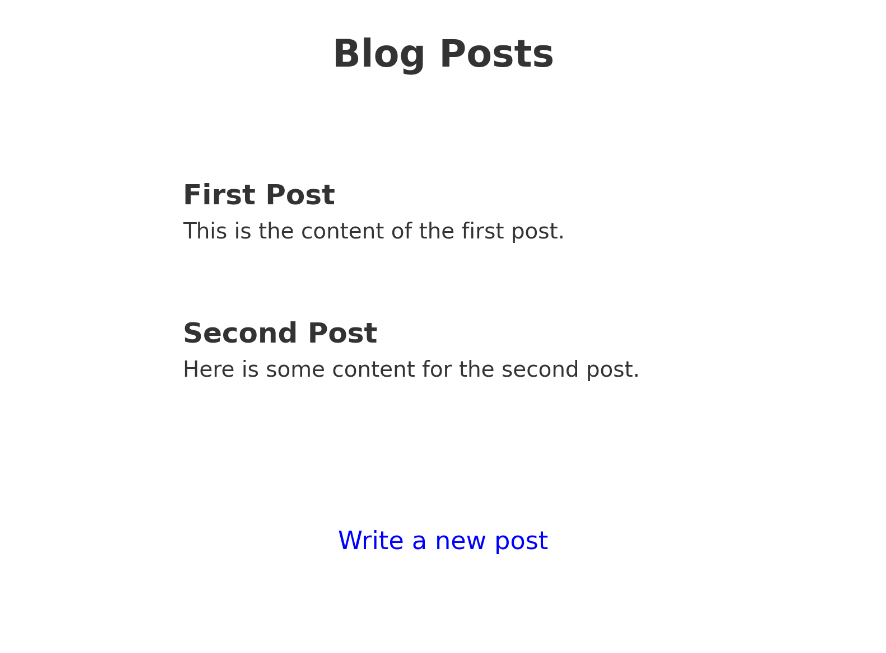 Blog Posts
First Post
This is the content of the first post.
Second Post
Here is some content for the second post.
Write a new post